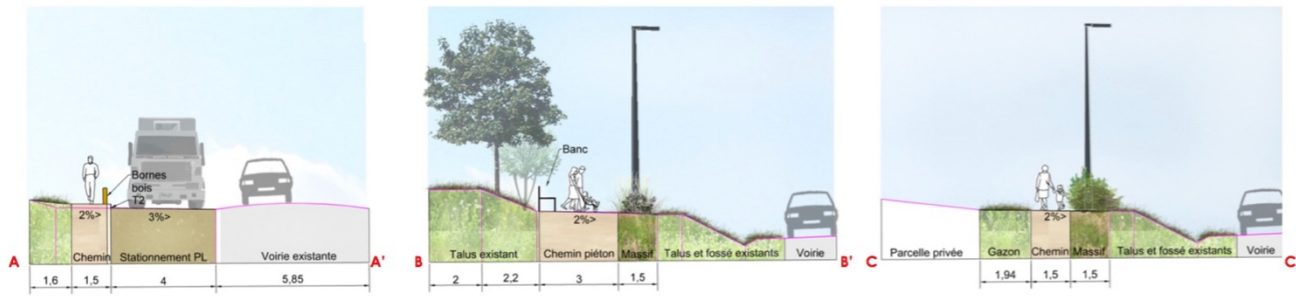 Bornes
bois
T2
2%>
3%>
Chemin
Stationnement PL
Voirie existante
A
A'
1,6
1,5
4
5,85
Banc
2%>
Talus existant
Chemin piéton
Massif
Talus et fossé existants
Voirie
B
B'
2
2,2
3
1,5
2%>
Parcelle privée
Gazon
Chemin
Massif
Talus et fossé existants
Voirie
C
C
1,94
1,5
1,5